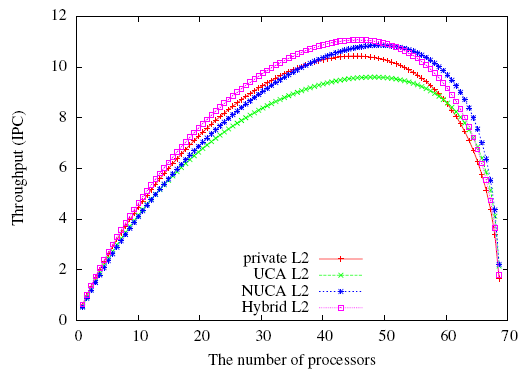 12
10
8
6
4
2
0
Throughput (IPC)
private L2
UCA L2
NUCA L2
Hybrid L2
0 10 20 30 40 50 60 70
The number of processors